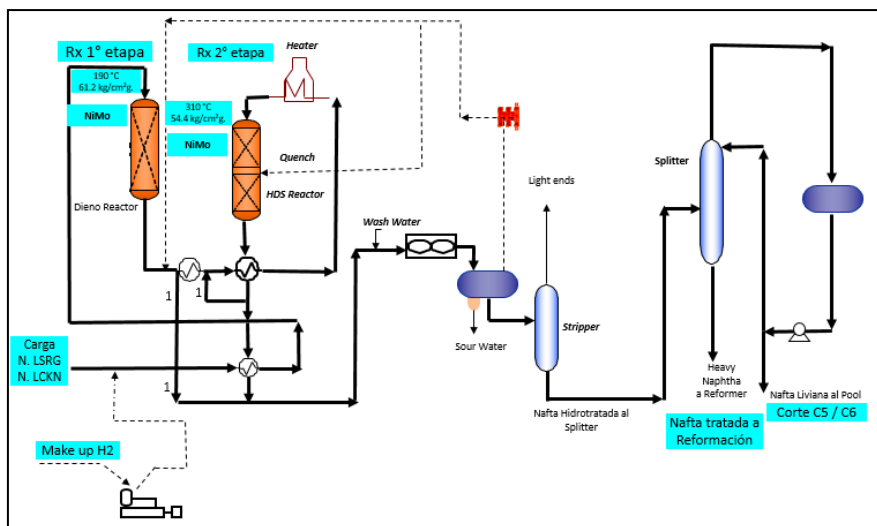 Rx 1° etapa
190 °C
61.2 kg/cm²g.
NiMo
Dieno Reactor
Rx 2° etapa
310 °C
54.4 kg/cm²g.
NiMo
Heater
Quench
HDS Reactor
1
1
1
Carga
N. LSRG
N. LCKN
Make up H2
Wash Water
Sour Water
Light ends
Stripper
Nafta Hidrotratada al
Splitter
Splitter
Heavy
Naphtha
a Reformer
Nafta tratada a
Reformación
Nafta Liviana al Pool
Corte C5 / C6